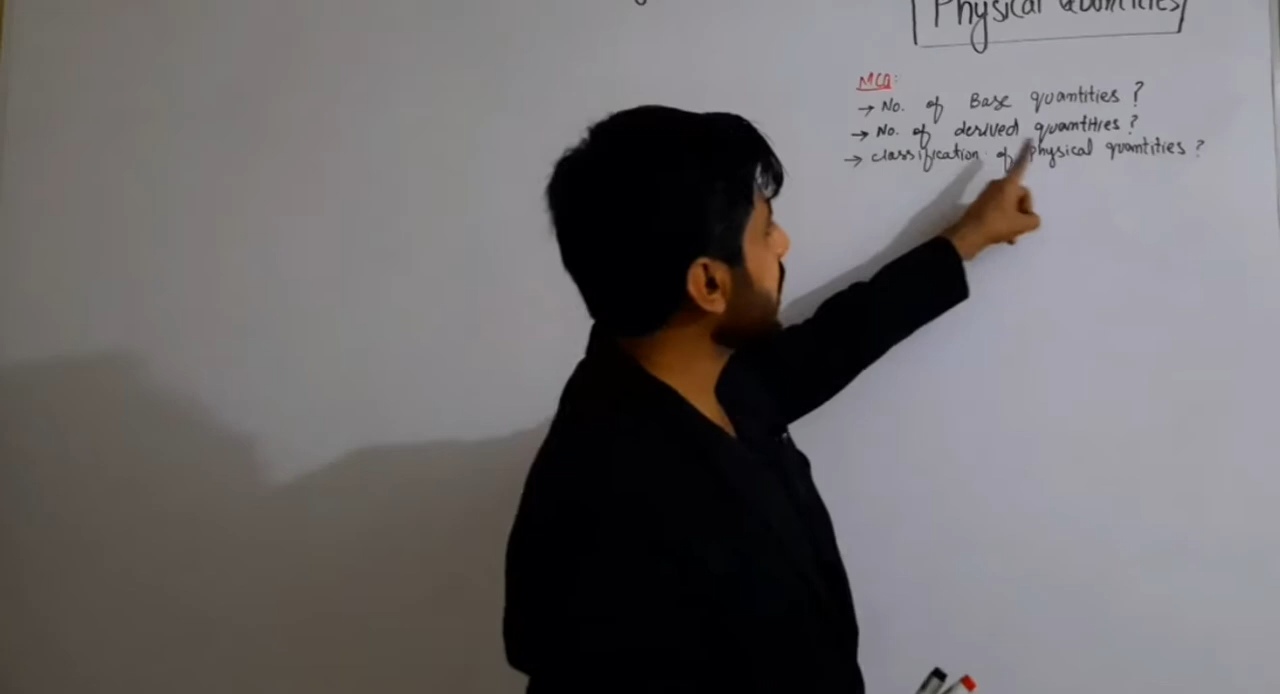 Physical Quantities
MCQ:
→ No. of Base quantities ?
→ No. of derived quantities ?
→ classification of physical quantities ?